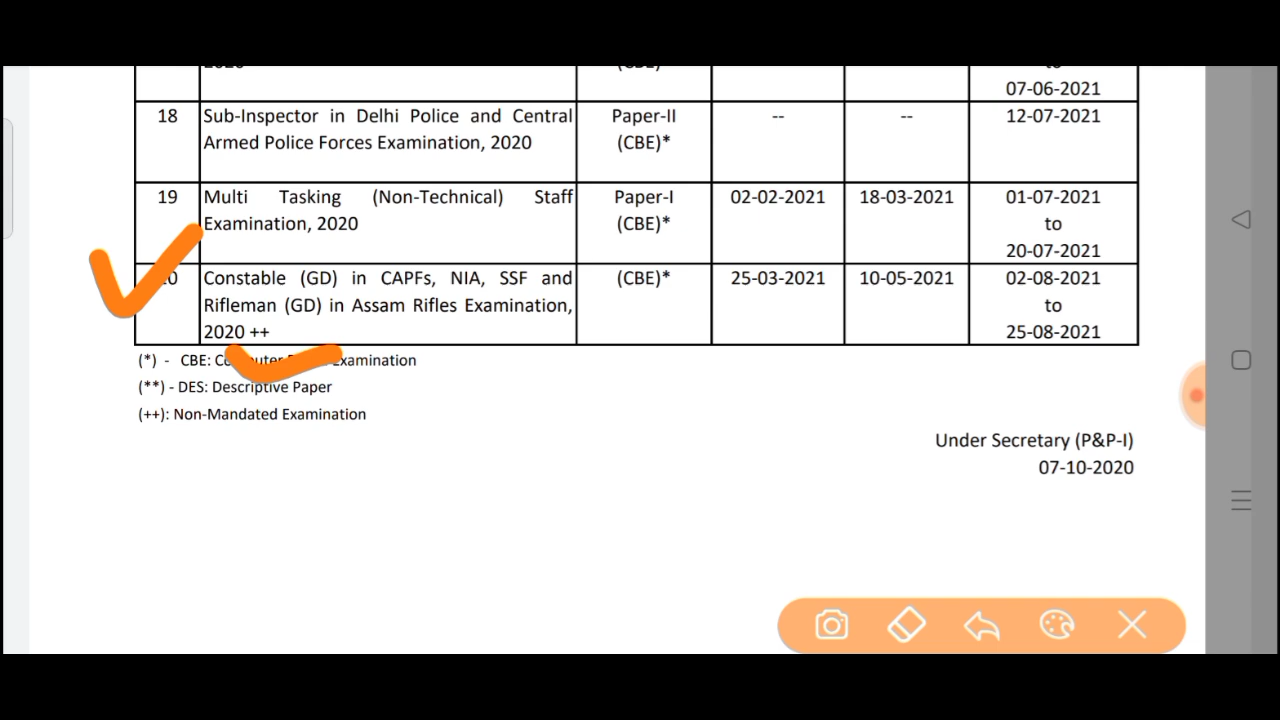 07-06-2021
18 Sub-Inspector in Delhi Police and Central Paper-II -- -- 12-07-2021
Armed Police Forces Examination, 2020 (CBE)*
19 Multi Tasking (Non-Technical) Staff Paper-I 02-02-2021 18-03-2021 01-07-2021
Examination, 2020 (CBE)* to
20-07-2021
Constable (GD) in CAPFs, NIA, SSF and (CBE)* 25-03-2021 10-05-2021 02-08-2021
Rifleman (GD) in Assam Rifles Examination, to
2020 ++ 25-08-2021
(*) - CBE: Examination
(**) - DES: Descriptive Paper
(++): Non-Mandated Examination
Under Secretary (P&P-I)
07-10-2020